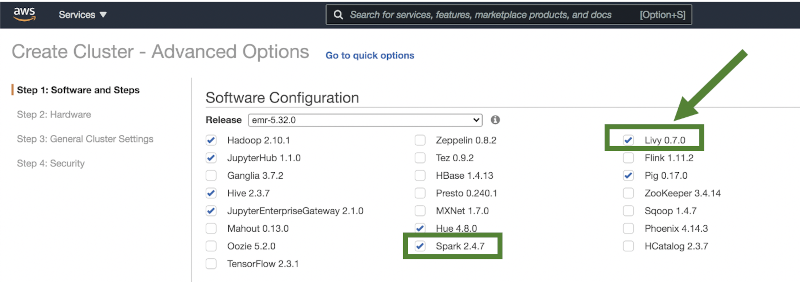 aws
Services
Search for services, features, marketplace products, and docs [Option+S]
Create Cluster - Advanced Options Go to quick options
Step 1: Software and Steps
Step 2: Hardware
Step 3: General Cluster Settings
Step 4: Security
Software Configuration
Release emr-5.32.0
Hadoop 2.10.1
Zeppelin 0.8.2
Livy 0.7.0
JupyterHub 1.1.0
Tez 0.9.2
Flink 1.11.2
Ganglia 3.7.2
HBase 1.4.13
Pig 0.17.0
Hive 2.3.7
Presto 0.240.1
ZooKeeper 3.4.14
JupyterEnterpriseGateway 2.1.0
MXNet 1.7.0
Sqoop 1.4.7
Mahout 0.13.0
Hue 4.8.0
Phoenix 4.14.3
Oozie 5.2.0
Spark 2.4.7
HCatalog 2.3.7
TensorFlow 2.3.1